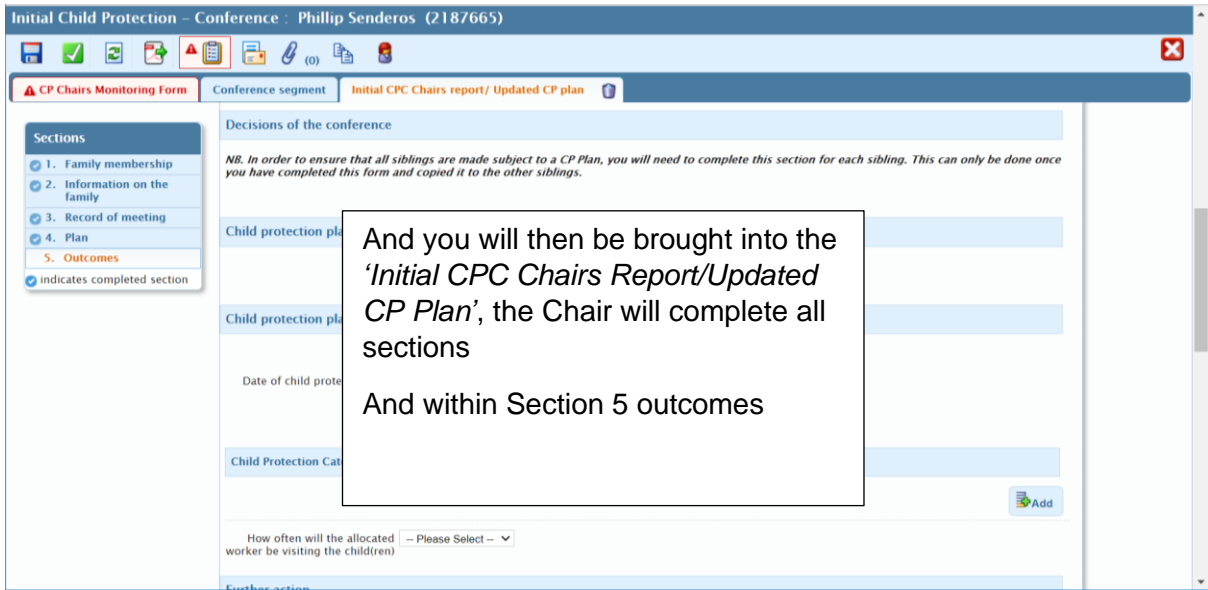 Initial Child Protection – Conference : Phillip Senderos (2187665)
(0)
CP Chairs Monitoring Form
Conference segment
Initial CPC Chairs report/ Updated CP plan
Sections
1. Family membership
2. Information on the
family
3. Record of meeting
4. Plan
5. Outcomes
indicates completed section
Decisions of the conference
NB. In order to ensure that all siblings are made subject to a CP Plan, you will need to complete this section for each sibling. This can only be done once
you have completed this form and copied it to the other siblings.
Child protection
Child protection
Date of child
Child Protection
And you will then be brought into the
‘Initial CPC Chairs Report/Updated
CP Plan’, the Chair will complete all
sections
And within Section 5 outcomes
Add
How often will the allocated
worker be visiting the child(ren)
-- Please Select --
Further action